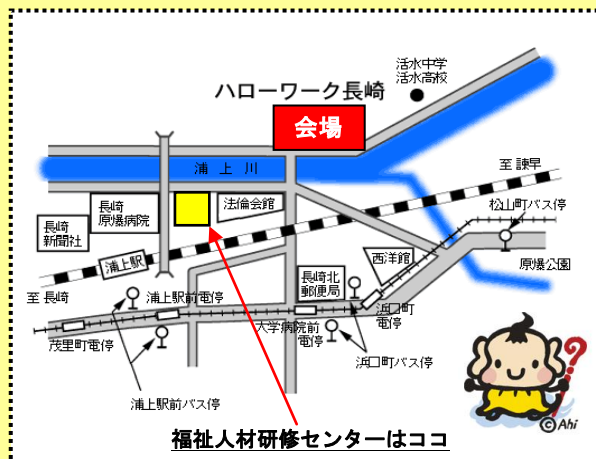 活水中学
活水高校
ハローワーク長崎
会場
浦上川
至 諫早
松山町バス停
長崎
原爆病院
法倫会館
長崎
新聞社
浦上駅
西洋館
原爆公園
長崎北
郵便局
至 長崎
浦上駅前電停
大学病院前
電停
浜口町
電停
茂里町電停
浜口町バス停
浦上駅前バス停
福祉人材研修センターはココ
©Ahi